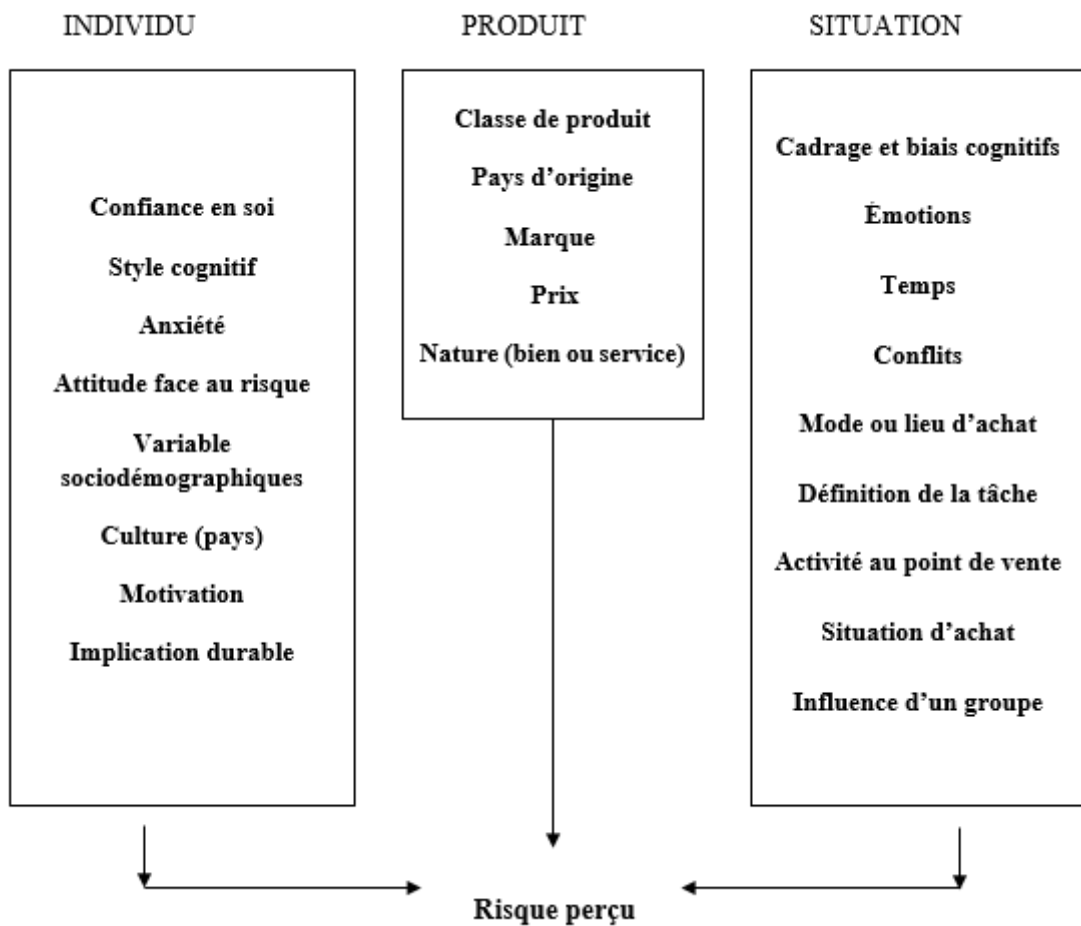 INDIVIDU
Confiance en soi
Style cognitif
Anxiété
Attitude face au risque
Variable
sociodémographiques
Culture (pays)
Motivation
Implication durable
PRODUIT
Classe de produit
Pays d’origine
Marque
Prix
Nature (bien ou service)
SITUATION
Cadrage et biais cognitifs
Émotions
Temps
Conflits
Mode ou lieu d’achat
Définition de la tâche
Activité au point de vente
Situation d’achat
Influence d’un groupe
Risque perçu